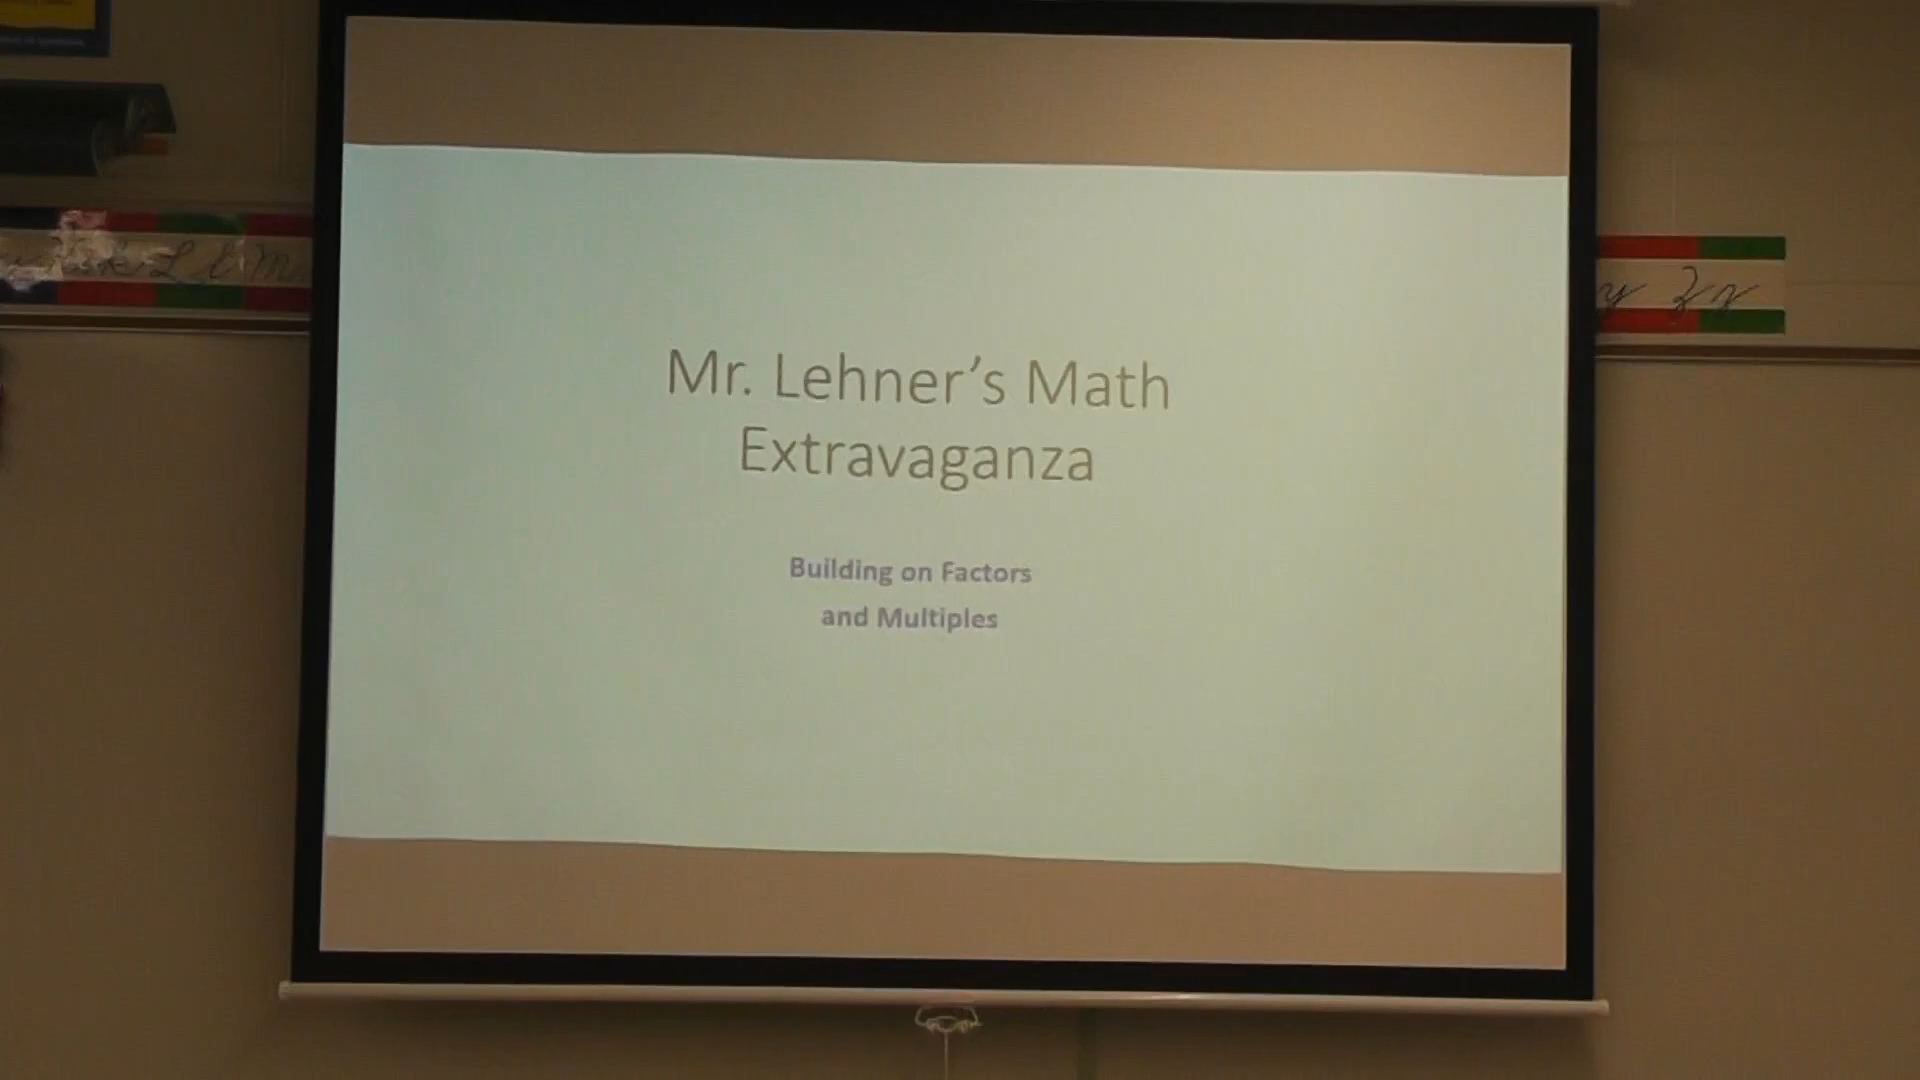 L l m
Mr. Lehner's Math
Extravaganza
y Z z
Building on Factors
and Multiples